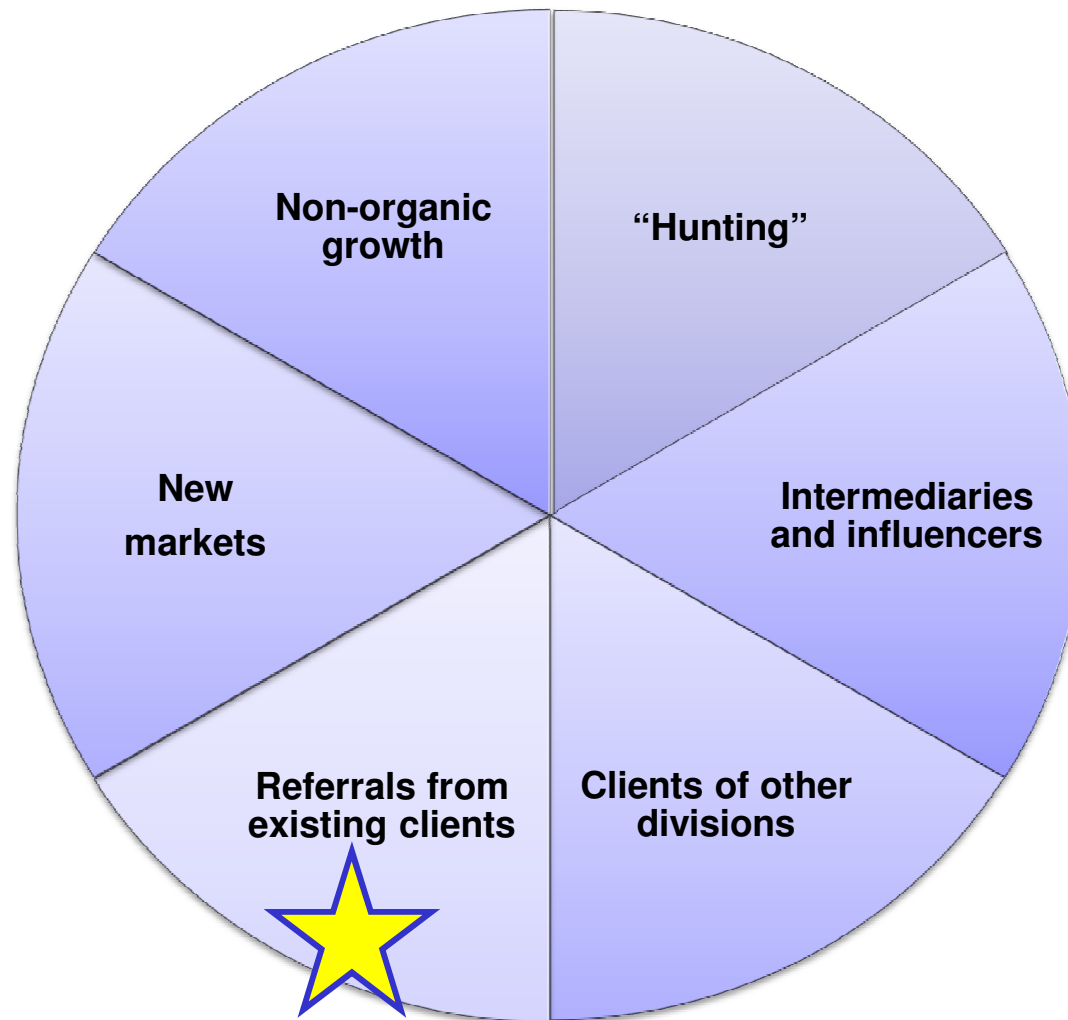 Non-organic
growth
“Hunting”
Intermediaries
and influencers
Clients of other
divisions
Referrals from
existing clients
New
markets